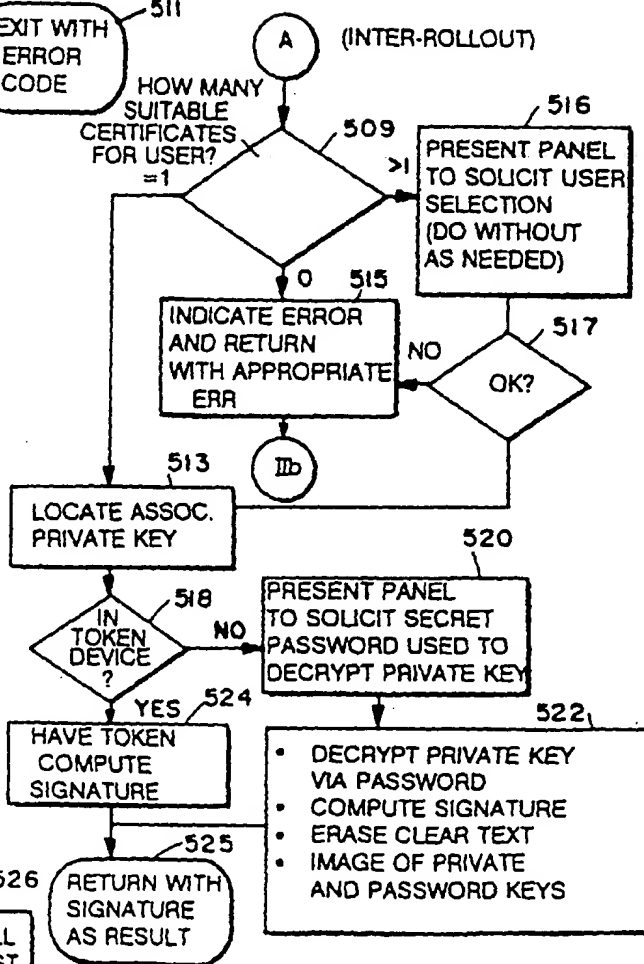 511
EXIT WITH
ERROR
CODE
A
(INTER-ROLLOUT)
HOW MANY
SUITABLE
CERTIFICATES
FOR USER?
=1
509
>1
516
PRESENT PANEL
TO SOLICIT USER
SELECTION
(DO WITHOUT
AS NEEDED)
0
515
INDICATE ERROR
AND RETURN
WITH APPROPRIATE
ERR
NO
517
OK?
IIb
513
LOCATE ASSOC.
PRIVATE KEY
518
IN
TOKEN
DEVICE
?
NO
520
PRESENT PANEL
TO SOLICIT SECRET
PASSWORD USED TO
DECRYPT PRIVATE KEY
YES
524
HAVE TOKEN
COMPUTE
SIGNATURE
522
• DECRYPT PRIVATE KEY
VIA PASSWORD
• COMPUTE SIGNATURE
• ERASE CLEAR TEXT
• IMAGE OF PRIVATE
AND PASSWORD KEYS
525
RETURN WITH
SIGNATURE
AS RESULT
526